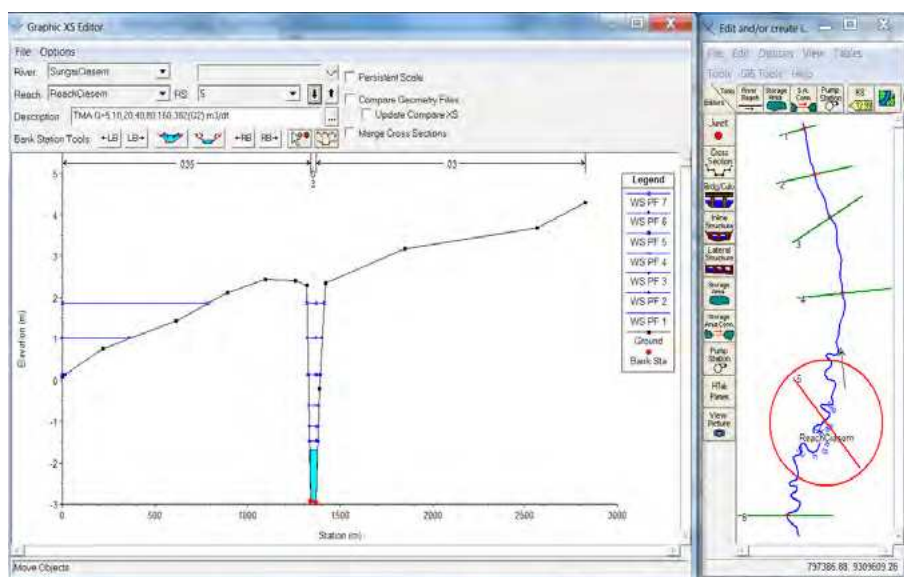 Graphic XS Editor
File Options
River: SungaiCiasem
Reach: ReachCiasem RS: 5
Description TMA Q=5,10,20,40,80,160,382(Q2) m3/dt ...
Bank Station Tools: LB LB RB RB
Persistent Scale
Compare Geometry Files
Update Compare XS
Merge Cross Sections
.035 .03
Legend
WS PF 7
WS PF 6
WS PF 5
WS PF 4
WS PF 3
WS PF 2
WS PF 1
Ground
Bank Sta
Elevation (m)
5
4
3
2
1
0
-1
-2
-3
0 500 1000 1500 2000 2500 3000
Station (m)
Move Objects
Edit and/or create i...
File Edit Options View Tables
Tools GIS Tools Help
Tools
Editors
River
Reach
Storage
Area
S.A.
Conn.
Pump
Station
RS
Junct
Cross
Section
Brdg/Culv
Inline
Structure
Lateral
Structure
Storage
Area
Storage
Area Conn.
Pump
Station
HTab
Param.
View
Picture
1
2
3
4
5
ReachCiasem
797386.88, 9309609.26